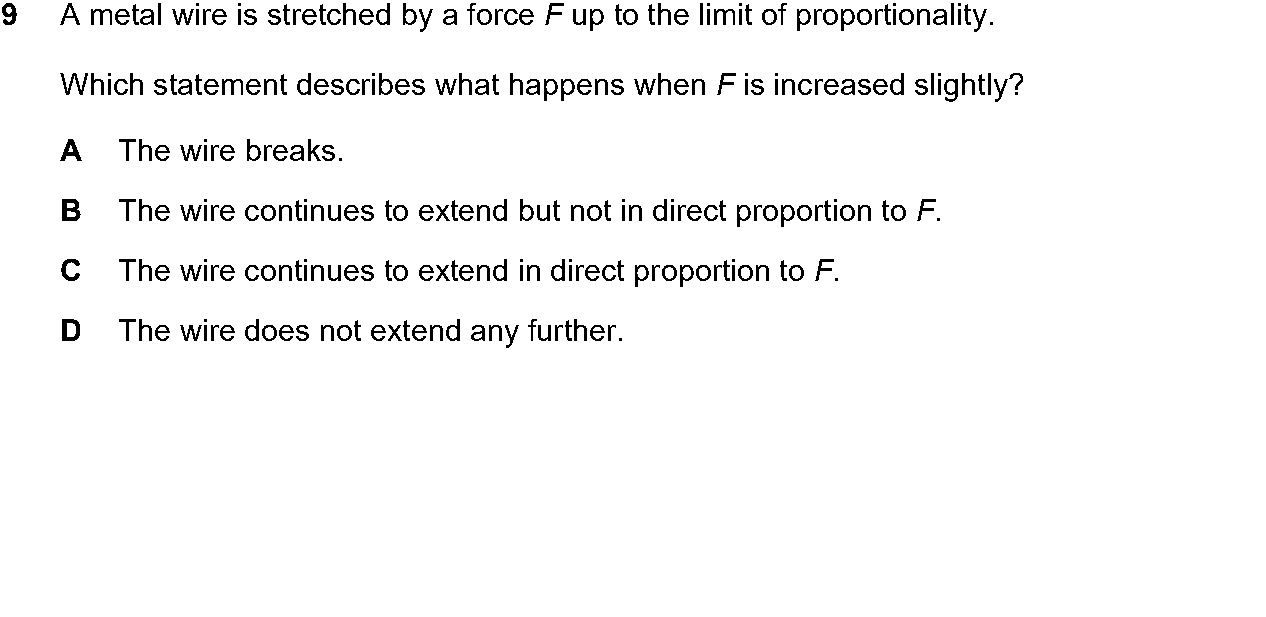 9 A metal wire is stretched by a force F up to the limit of proportionality.
Which statement describes what happens when F is increased slightly?
A The wire breaks.
B The wire continues to extend but not in direct proportion to F.
C The wire continues to extend in direct proportion to F.
D The wire does not extend any further.